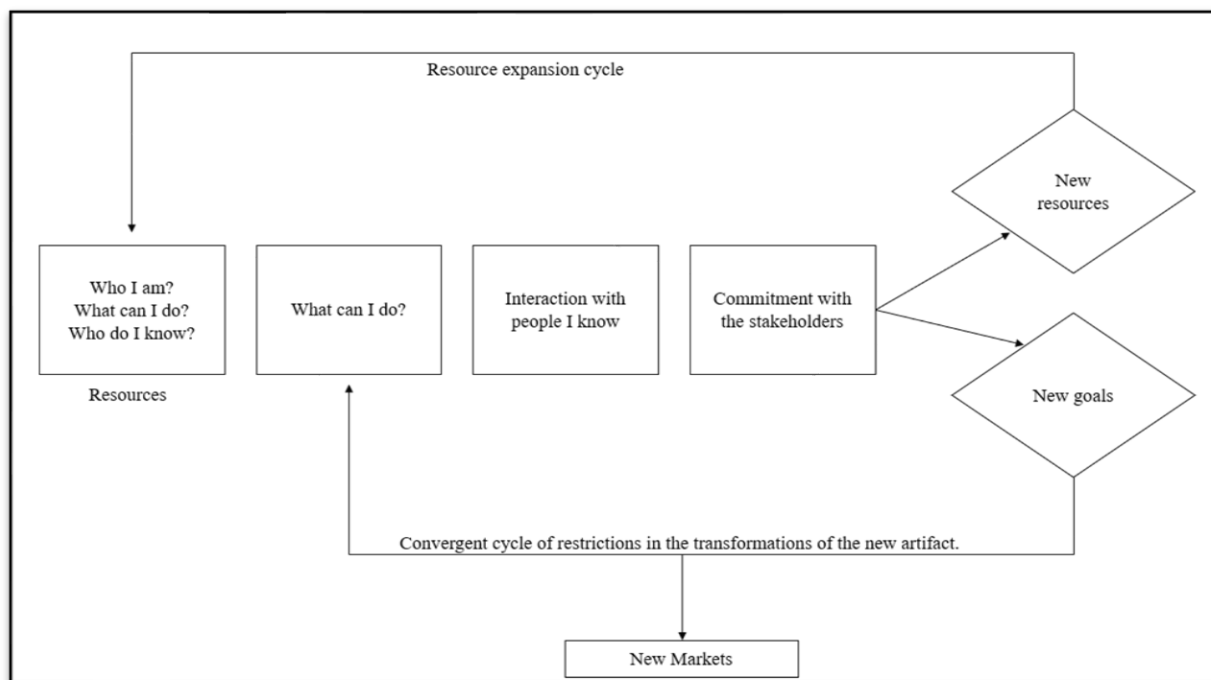 Resource expansion cycle
New
resources
Who I am?
What can I do?
Who do I know?
What can I do?
Interaction with
people I know
Commitment with
the stakeholders
Resources
New goals
Convergent cycle of restrictions in the transformations of the new artifact.
New Markets